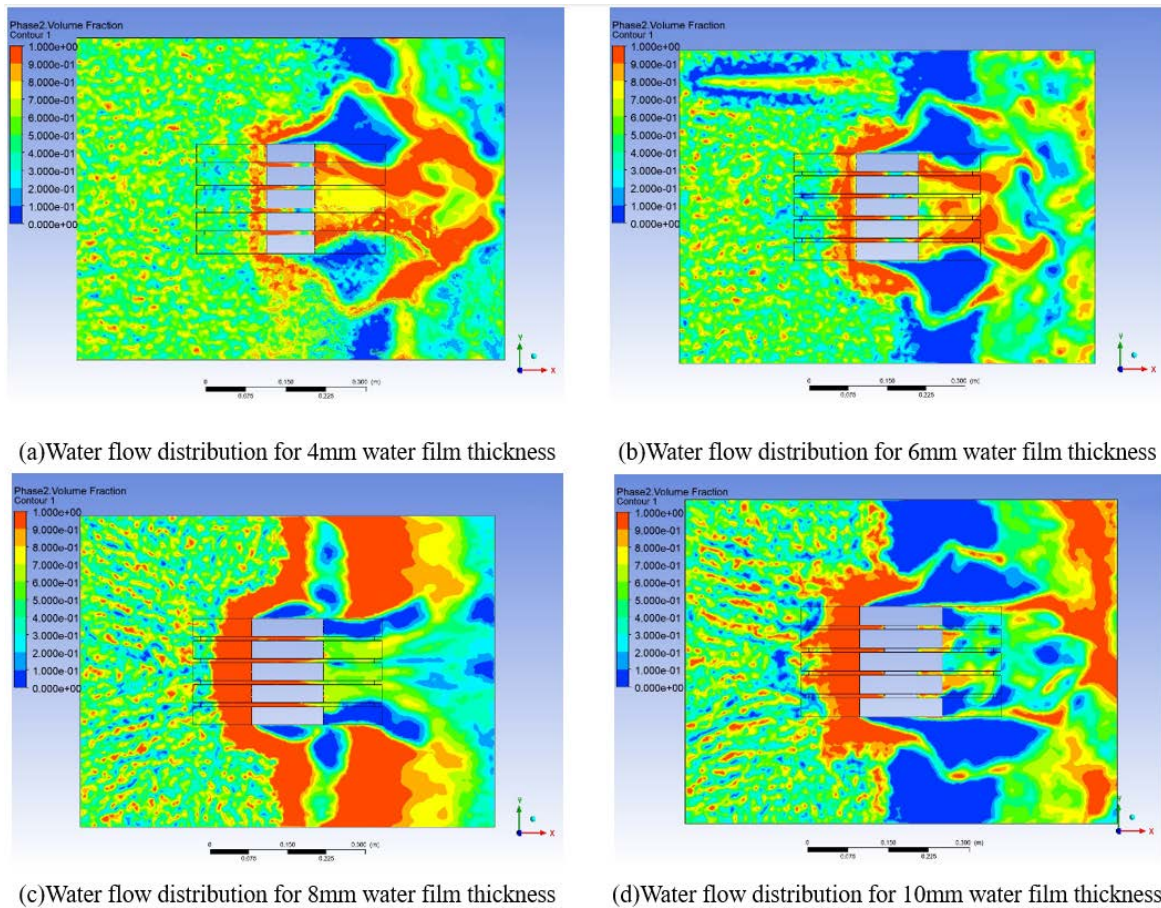 Phase2.Volume Fraction
Contour 1
1.000e+00
9.000e-01
8.000e-01
7.000e-01
6.000e-01
5.000e-01
4.000e-01
3.000e-01
2.000e-01
1.000e-01
0.000e+00
Y
X
0 0.150 0.300 (m)
0.075 0.225
(a)Water flow distribution for 4mm water film thickness
Phase2.Volume Fraction
Contour 1
1.000e+00
9.000e-01
8.000e-01
7.000e-01
6.000e-01
5.000e-01
4.000e-01
3.000e-01
2.000e-01
1.000e-01
0.000e+00
Y
X
0 0.150 0.300 (m)
0.075 0.225
(b)Water flow distribution for 6mm water film thickness
Phase2.Volume Fraction
Contour 1
1.000e+00
9.000e-01
8.000e-01
7.000e-01
6.000e-01
5.000e-01
4.000e-01
3.000e-01
2.000e-01
1.000e-01
0.000e+00
Y
X
0 0.150 0.300 (m)
0.075 0.225
(c)Water flow distribution for 8mm water film thickness
Phase2.Volume Fraction
Contour 1
1.000e+00
9.000e-01
8.000e-01
7.000e-01
6.000e-01
5.000e-01
4.000e-01
3.000e-01
2.000e-01
1.000e-01
0.000e+00
Y
X
0 0.150 0.300 (m)
0.075 0.225
(d)Water flow distribution for 10mm water film thickness